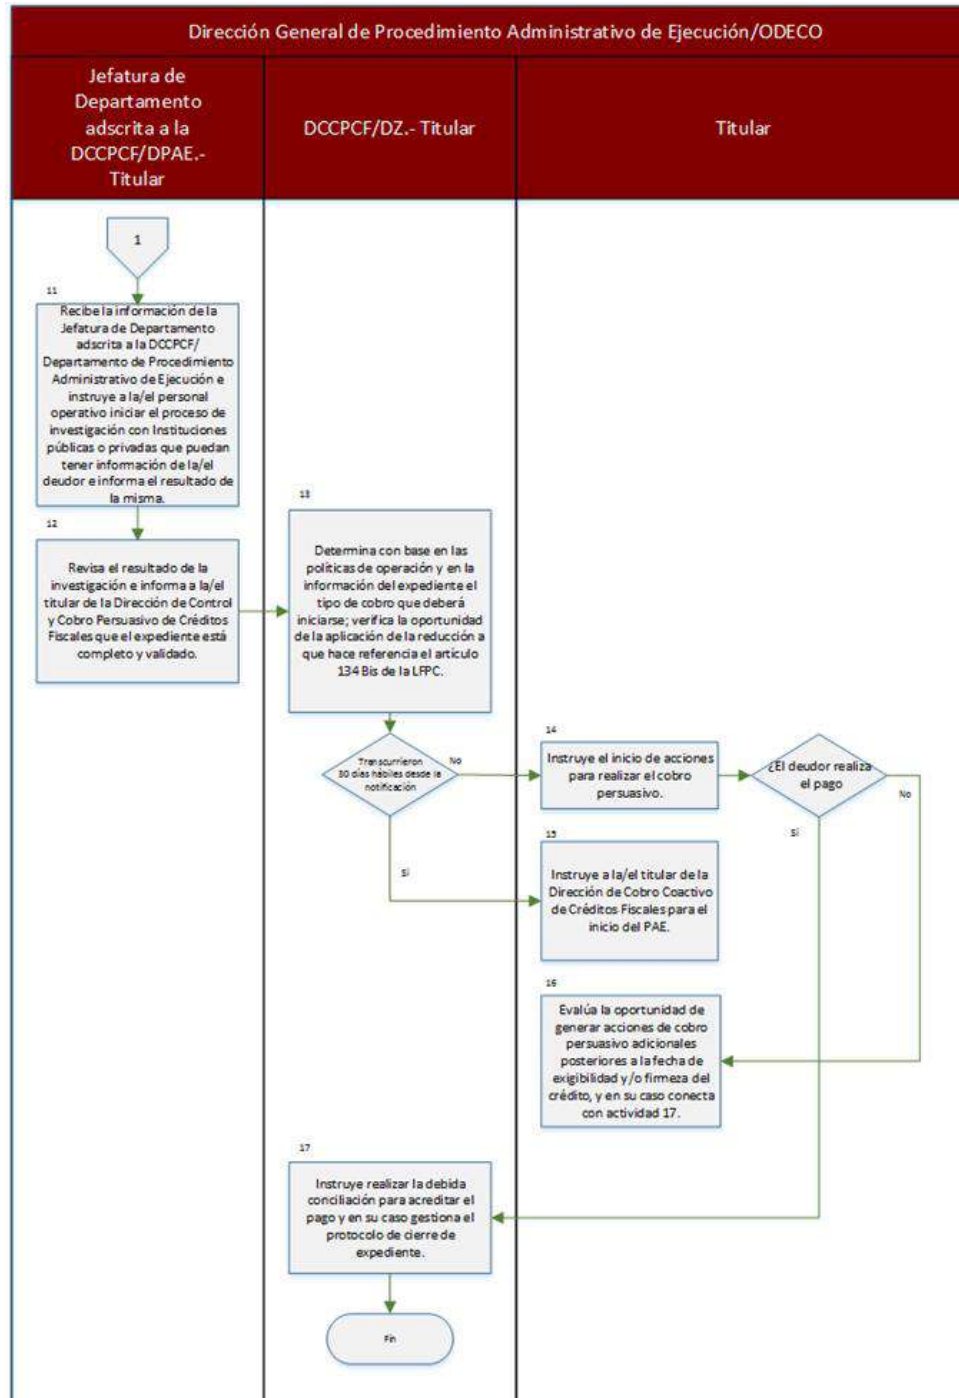 Dirección General de Procedimiento Administrativo de Ejecución/ODECO
Jefatura de
Departamento
adscrita a la
DCCPCF/DPAE.-
Titular
DCCPCF/DZ.- Titular
Titular
1
11
Recibe la información de la
Jefatura de Departamento
adscrita a la DCCPCF/
Departamento de Procedimiento
Administrativo de Ejecución e
instruye a la/el personal
operativo iniciar el proceso de
investigación con Instituciones
públicas o privadas que puedan
tener información de la/el
deudor e informa el resultado de
la misma.
12
Revisa el resultado de la
investigación e informa a la/el
titular de la Dirección de Control
y Cobro Persuasivo de Créditos
Fiscales que el expediente está
completo y validado.
13
Determina con base en las
políticas de operación y en la
información del expediente el
tipo de cobro que deberá
iniciarse; verifica la oportunidad
de la aplicación de la reducción a
que hace referencia el artículo
134 Bis de la LFPC.
Transcurrieron
30 días hábiles desde la
notificación
No
Sí
14
Instruye el inicio de acciones
para realizar el cobro
persuasivo.
¿El deudor realiza
el pago
No
Sí
15
Instruye a la/el titular de la
Dirección de Cobro Coactivo
de Créditos Fiscales para el
inicio del PAE.
16
Evalúa la oportunidad de
generar acciones de cobro
persuasivo adicionales
posteriores a la fecha de
exigibilidad y/o firmeza del
crédito, y en su caso conecta
con actividad 17.
17
Instruye realizar la debida
conciliación para acreditar el
pago y en su caso gestiona el
protocolo de cierre de
expediente.
Fin